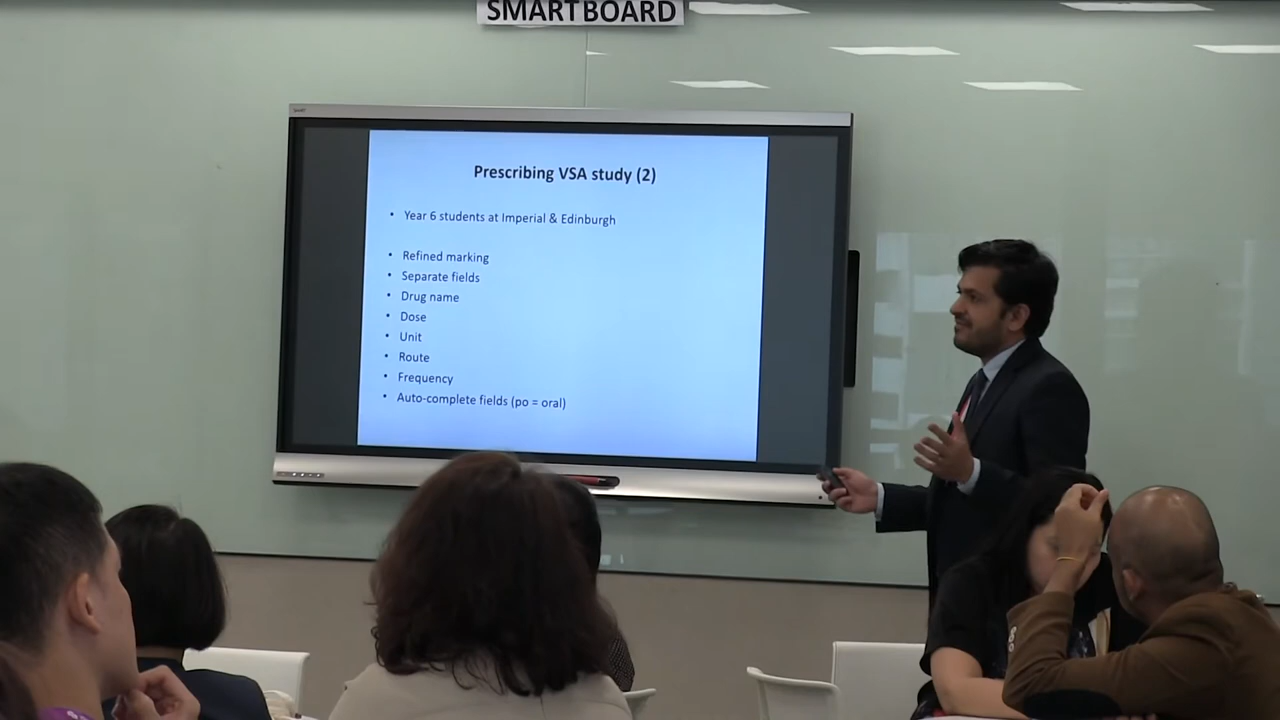 SMARTBOARD
Prescribing VSA study (2)
• Year 6 students at Imperial & Edinburgh
• Refined marking
• Separate fields
• Drug name
• Dose
• Unit
• Route
• Frequency
• Auto-complete fields (po = oral)